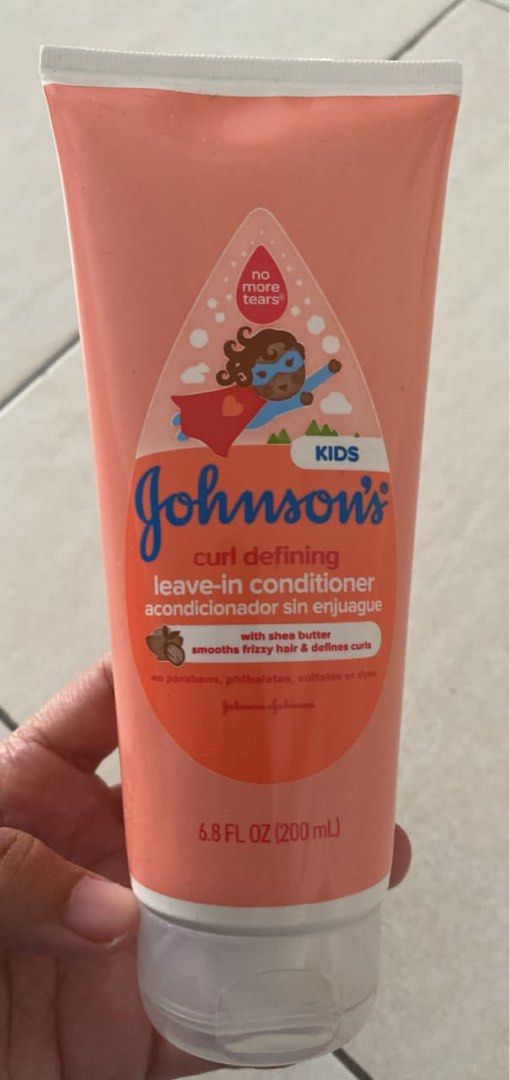 no
more
tears®
KIDS
Johnson's®
curl defining
leave-in conditioner
acondicionador sin enjuague
with shea butter
smooths frizzy hair & defines curls
no parabens, phthalates, sulfates or dyes
Johnson & Johnson
6.8 FL OZ (200 mL)